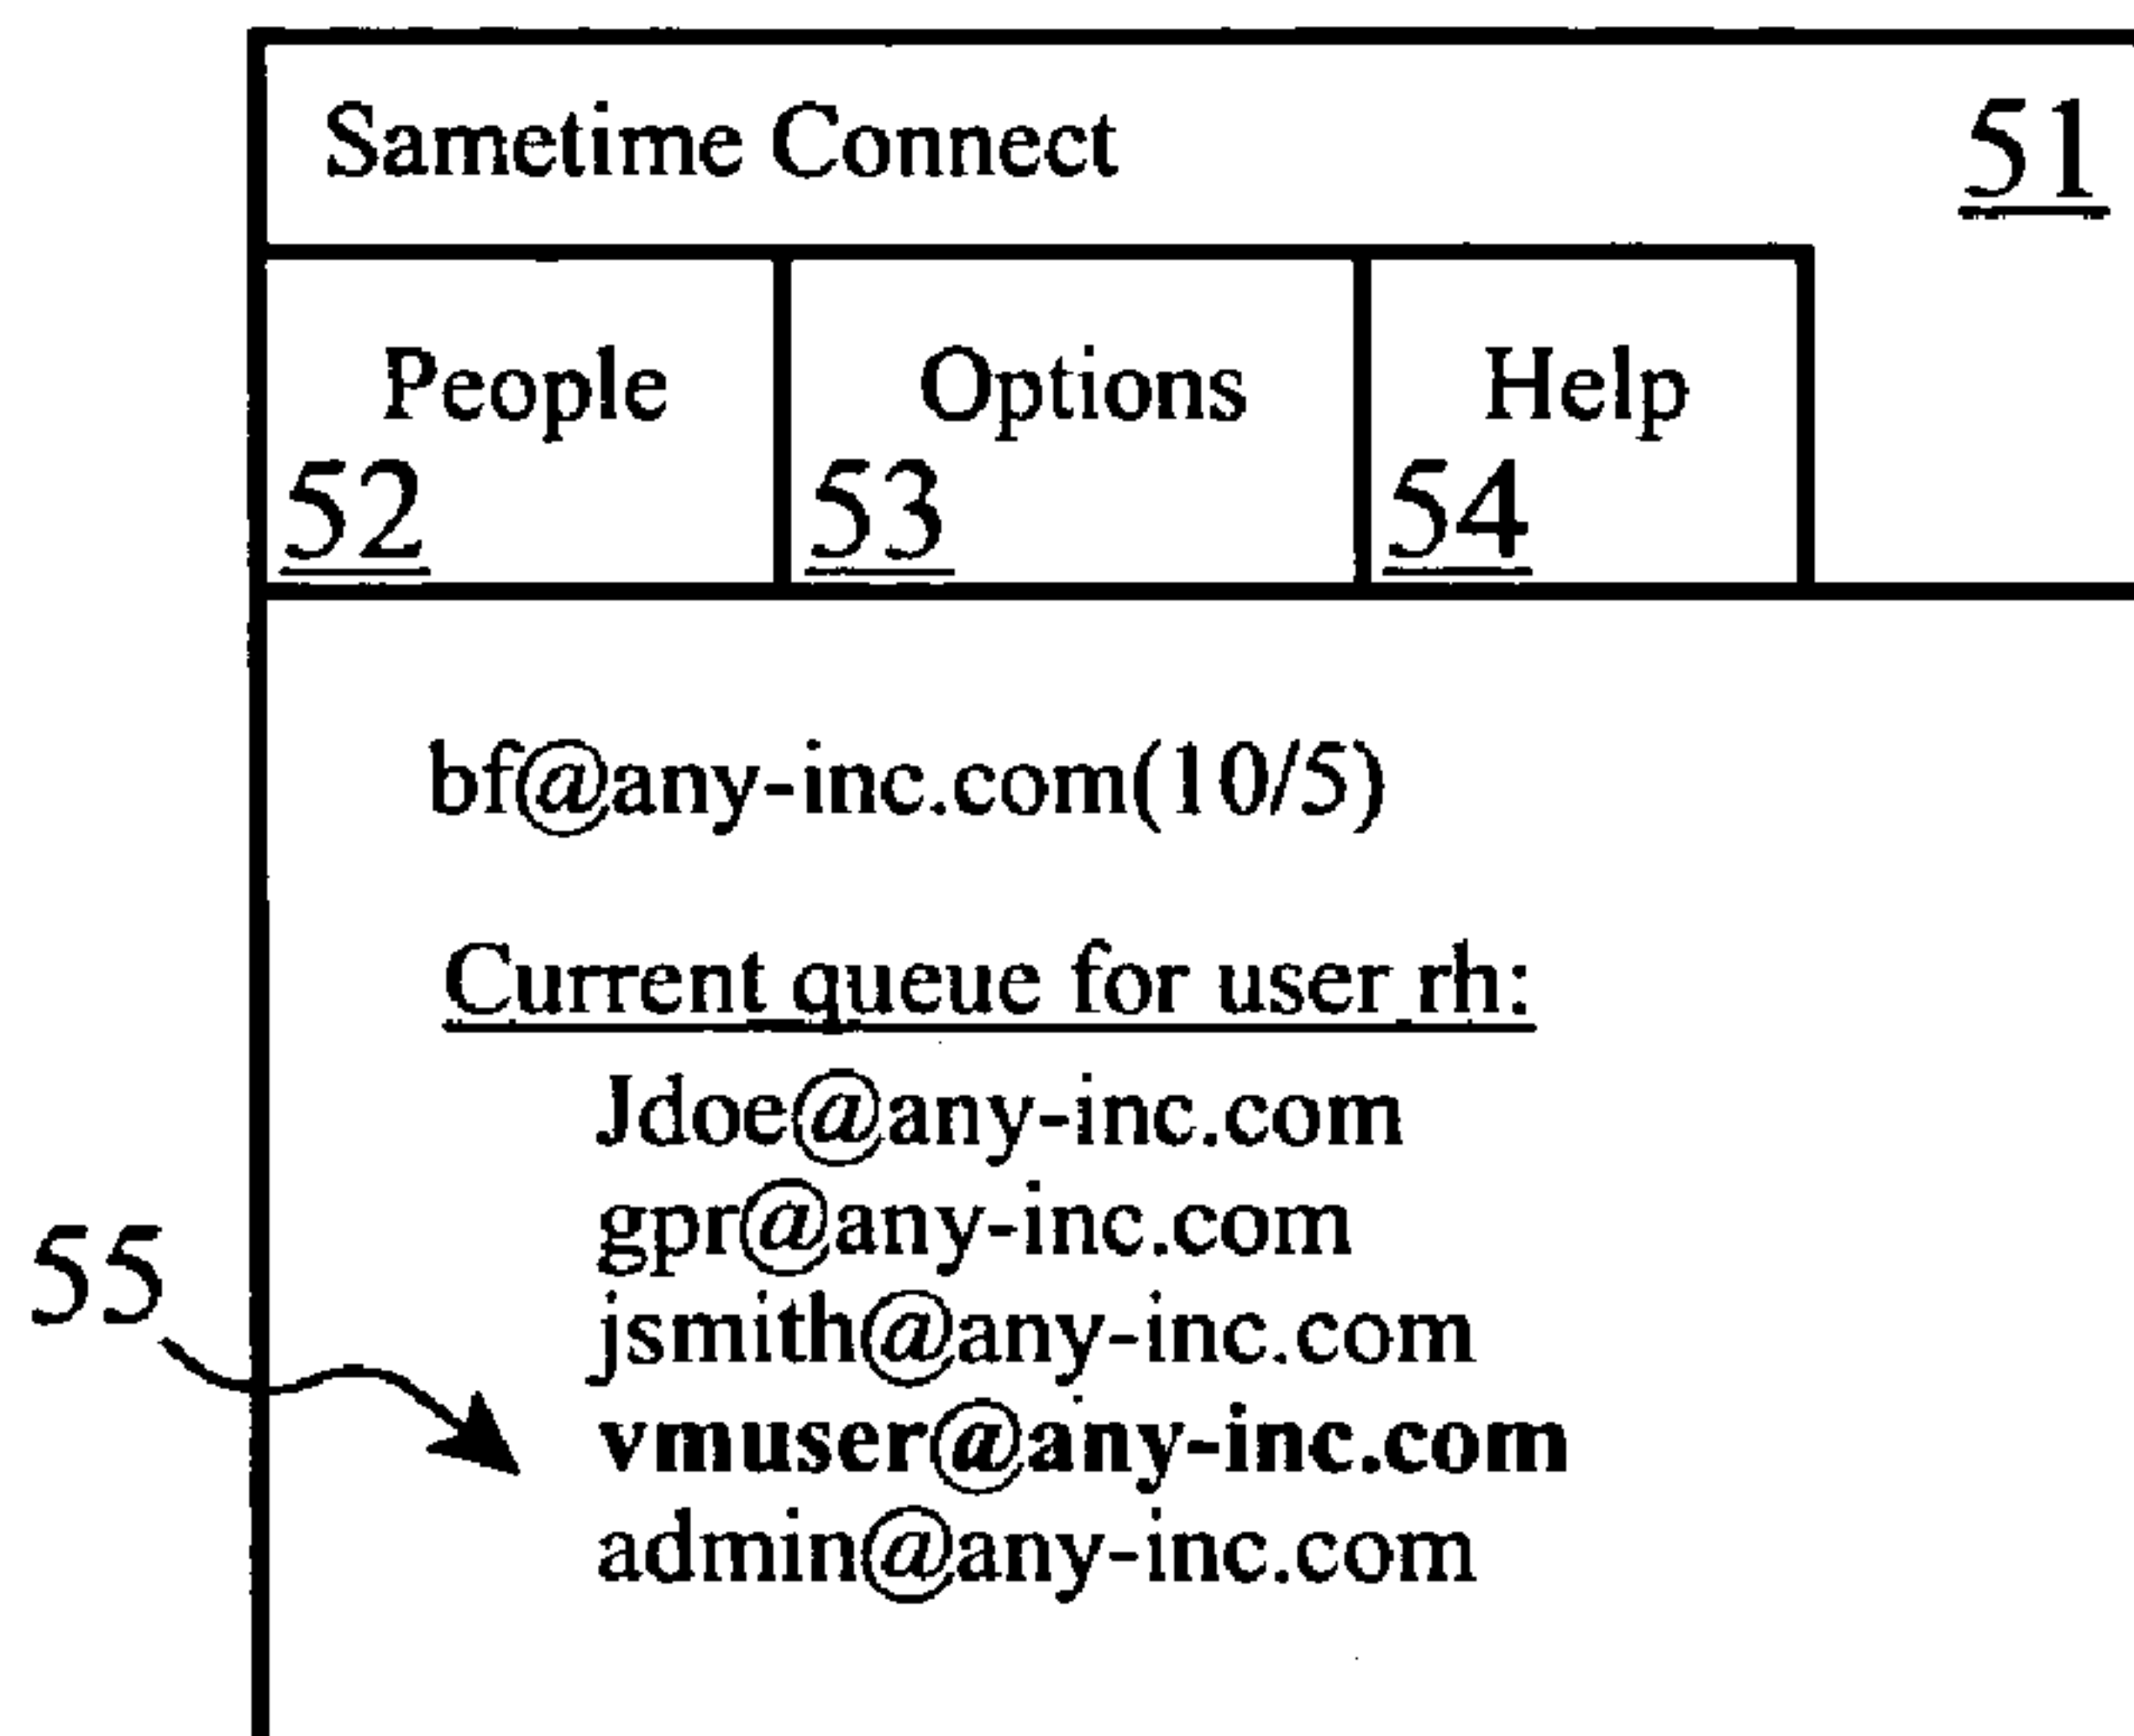 Sametime Connect 51
People Options Help
52 53 54
bf@any-inc.com(10/5)
Current queue for user rh:
Jdoe@any-inc.com
gpr@any-inc.com
jsmith@any-inc.com
55
vmuser@any-inc.com
admin@any-inc.com